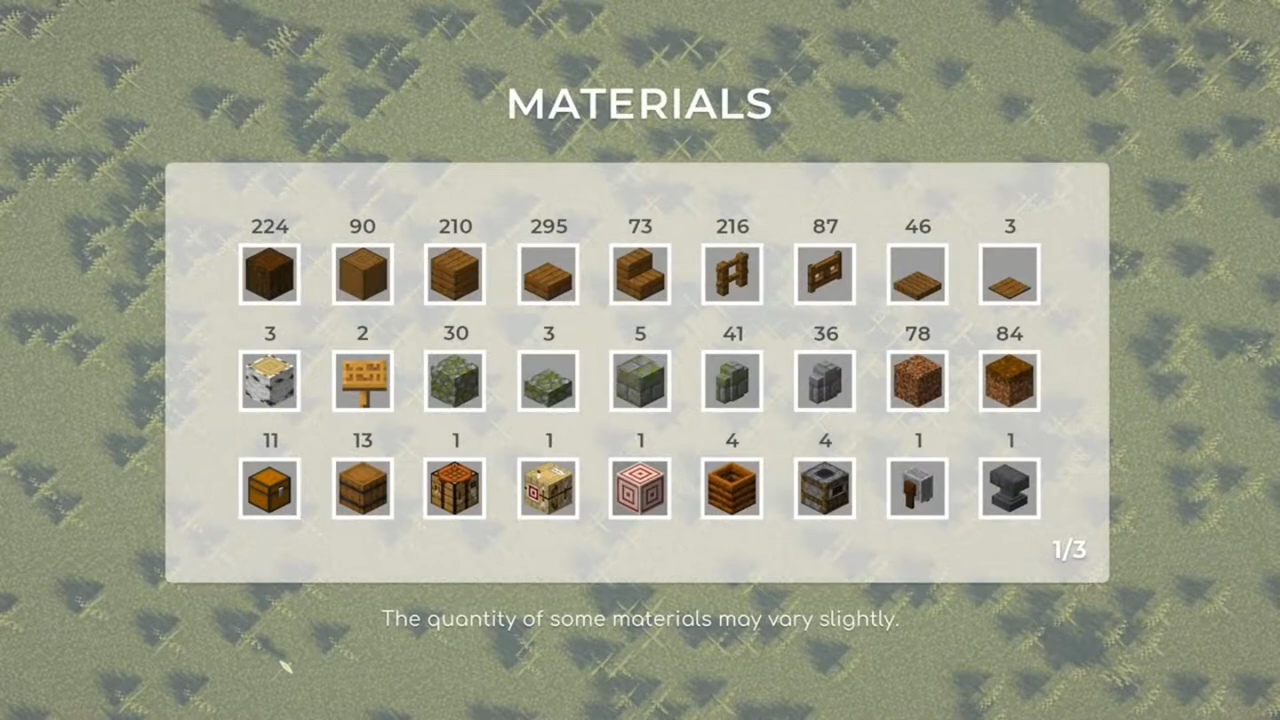 MATERIALS
224 90 210 295 73 216 87 46 3
3 2 30 3 5 41 36 78 84
11 13 1 1 1 4 4 1 1
1/3
The quantity of some materials may vary slightly.